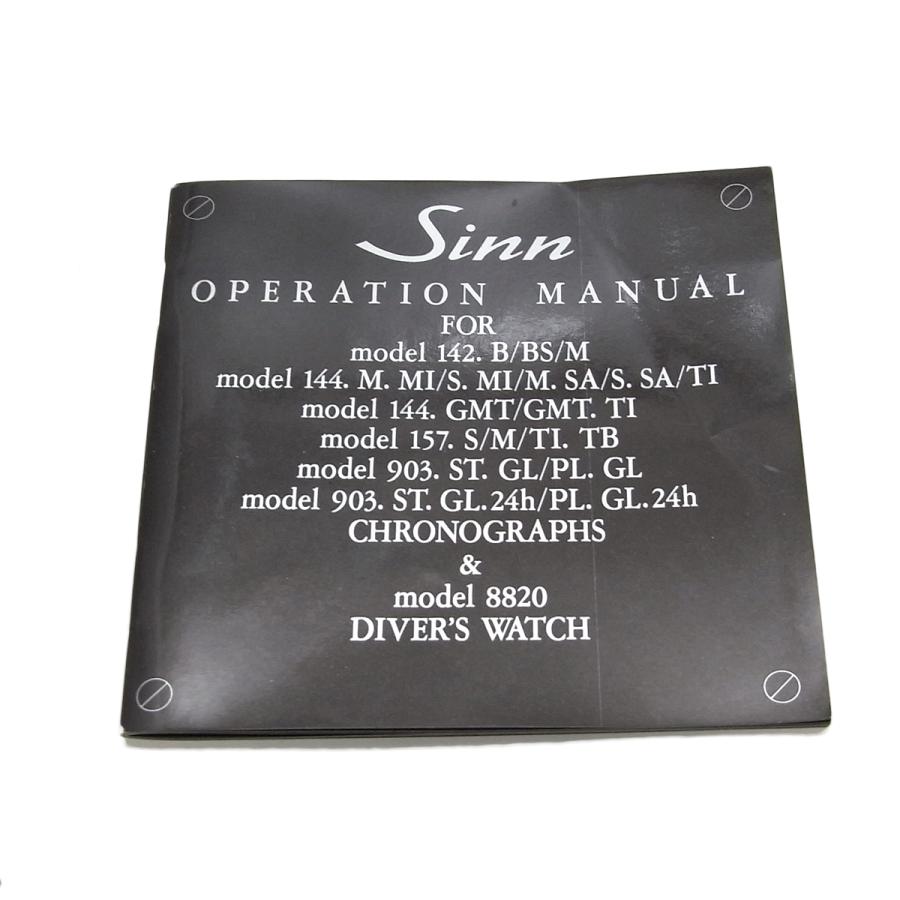 Sinn
OPERATION MANUAL
FOR
model 142. B/BS/M
model 144. M. MI/S. MI/M. SA/S. SA/TI
model 144. GMT/GMT. TI
model 157. S/M/TI. TB
model 903. ST. GL/PL. GL
model 903. ST. GL.24h/PL. GL.24h
CHRONOGRAPHS
&
model 8820
DIVER'S WATCH